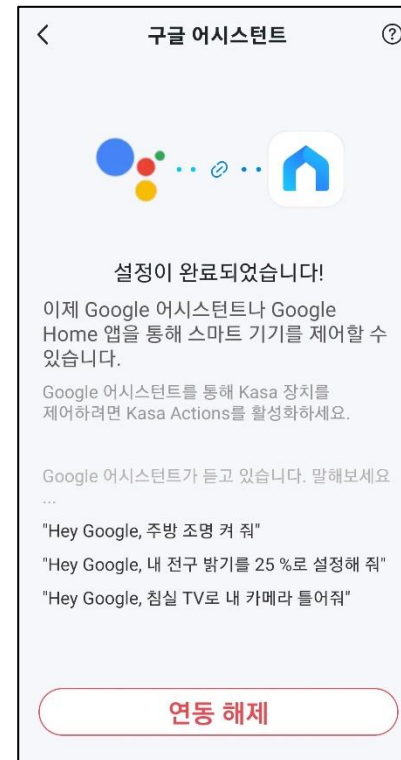 구글 어시스턴트
설정이 완료되었습니다!
이제 Google 어시스턴트나 Google
Home 앱을 통해 스마트 기기를 제어할 수
있습니다.
Google 어시스턴트를 통해 Kasa 장치를
제어하려면 Kasa Actions를 활성화하세요.
Google 어시스턴트가 듣고 있습니다. 말해보세요
...
"Hey Google, 주방 조명 켜 줘"
"Hey Google, 내 전구 밝기를 25 %로 설정해 줘"
"Hey Google, 침실 TV로 내 카메라 틀어줘"
연동 해제